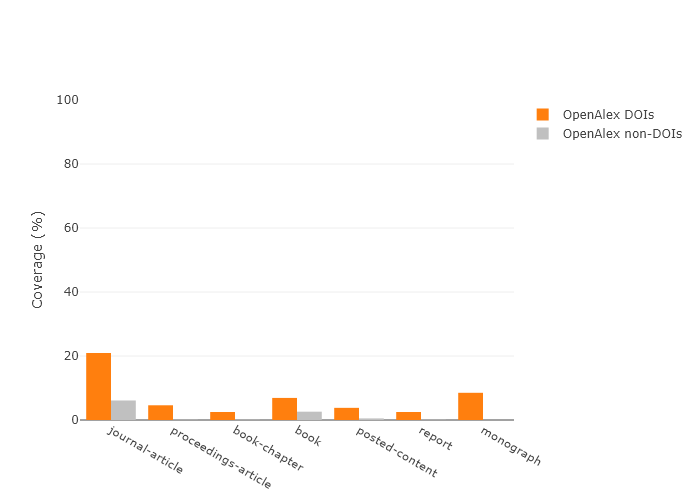 100
80
60
40
20
0
Coverage (%)
journal-article
proceedings-article
book-chapter
book
posted-content
report
monograph
OpenAlex DOIs
OpenAlex non-DOIs